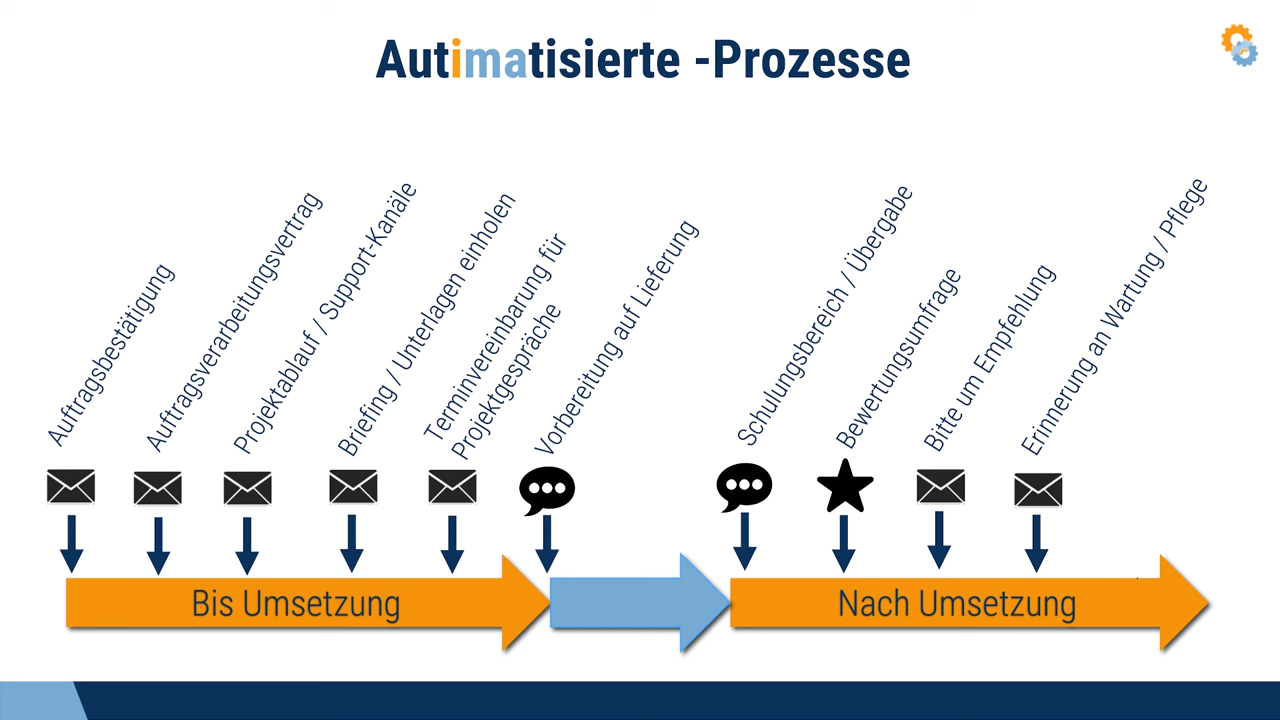 Autimatisierte -Prozesse
Auftragsbestätigung
Auftragsverarbeitungsvertrag
Projektablauf / Support-Kanäle
Briefing / Unterlagen einholen
Terminvereinbarung für
Projektgespräche
Vorbereitung auf Lieferung
Schulungsbereich / Übergabe
Bewertungsumfrage
Bitte um Empfehlung
Erinnerung an Wartung / Pflege
Bis Umsetzung
Nach Umsetzung